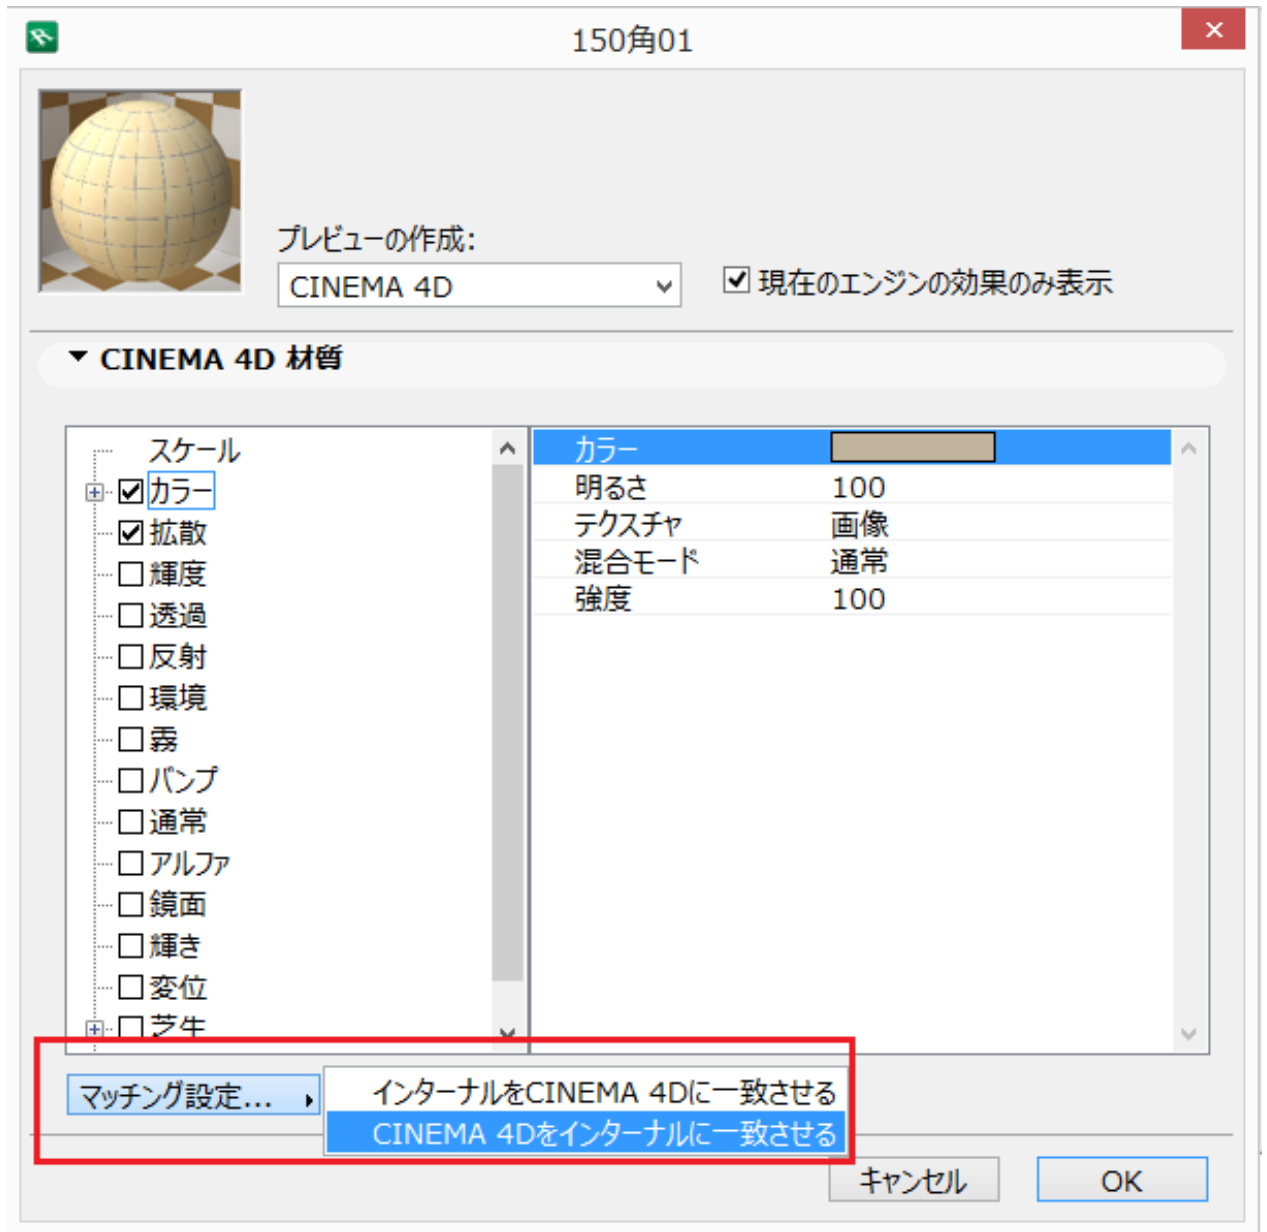 150角01
プレビューの作成:
CINEMA 4D
現在のエンジンの効果のみ表示
CINEMA 4D 材質
スケール
カラー
拡散
輝度
透過
反射
環境
霧
バンプ
通常
アルファ
鏡面
輝き
変位
芝生
カラー
明るさ 100
テクスチャ 画像
混合モード 通常
強度 100
マッチング設定...
インターナルをCINEMA 4Dに一致させる
CINEMA 4Dをインターナルに一致させる
キャンセル
OK